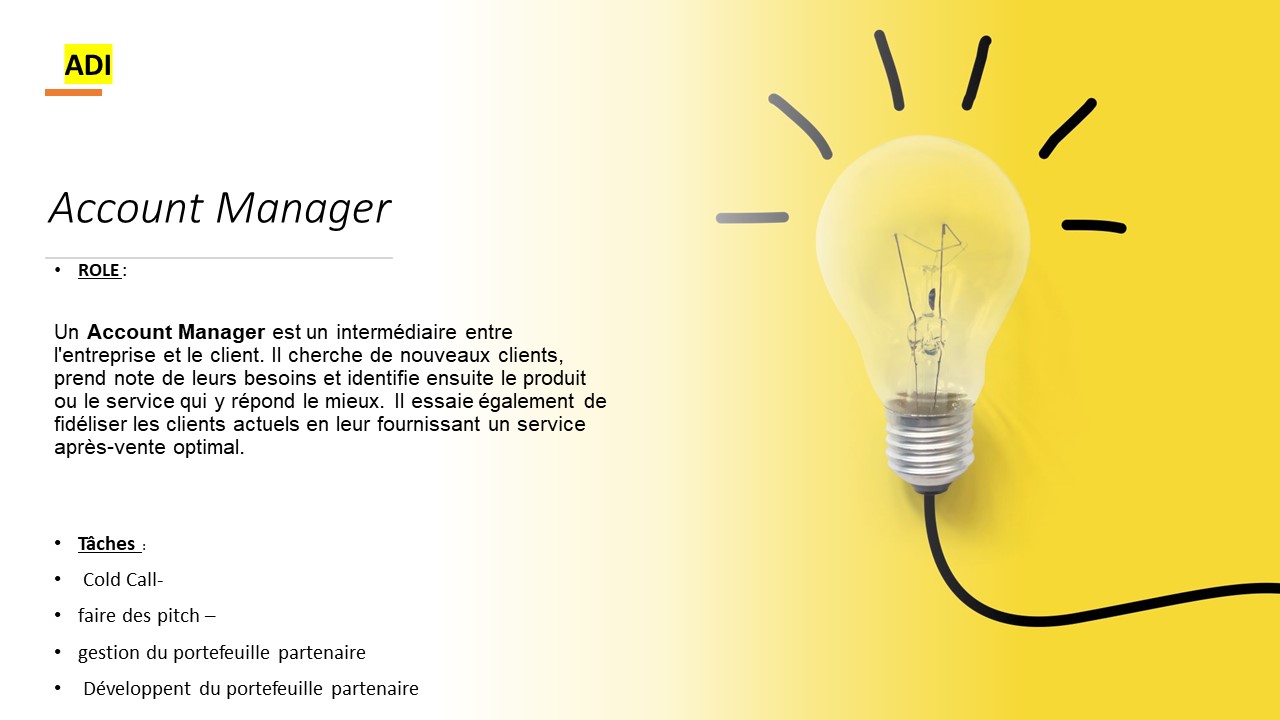 ADI
Account Manager
• ROLE :
Un Account Manager est un intermédiaire entre
l'entreprise et le client. Il cherche de nouveaux clients,
prend note de leurs besoins et identifie ensuite le produit
ou le service qui y répond le mieux. Il essaie également de
fidéliser les clients actuels en leur fournissant un service
après-vente optimal.
• Tâches :
• Cold Call-
• faire des pitch –
• gestion du portefeuille partenaire
• Développent du portefeuille partenaire